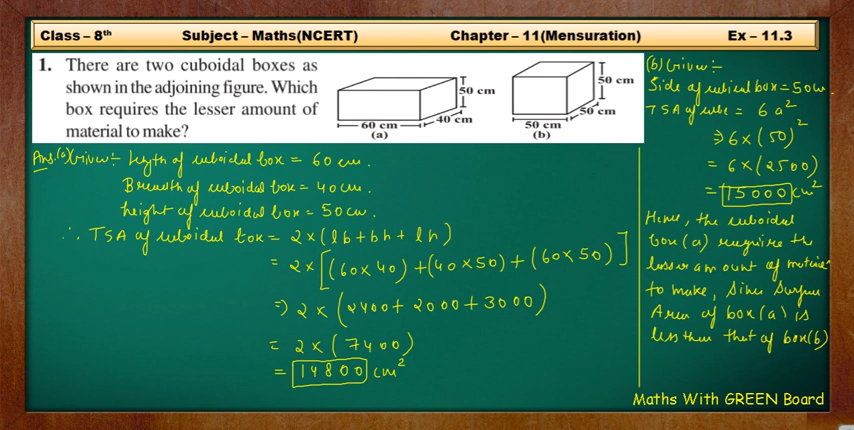 Class – 8th Subject – Maths(NCERT) Chapter – 11(Mensuration) Ex – 11.3
1. There are two cuboidal boxes as
shown in the adjoining figure. Which
box requires the lesser amount of
material to make?
50 cm
40 cm
60 cm
(a)
50 cm
50 cm
50 cm
(b)
Ans:(a) Given:- Length of cuboidal box = 60 cm.
Breadth of cuboidal box = 40 cm.
height of cuboidal box = 50 cm.
∴ TSA of cuboidal box = 2×(lb+bh+lh)
= 2×[(60×40)+(40×50)+(60×50)]
⇒ 2×(2400+2000+3000)
= 2×(7400)
= 14800 cm²
(b) Given:-
Side of cubical box = 50 cm.
TSA of cube = 6a²
⇒ 6×(50)²
= 6×(2500)
= 15000 cm²
Hence, the cuboidal
box (a) require the
lesser amount of material
to make, Since Surface
Area of box (a) is
less than that of box (b)
Maths With GREEN Board